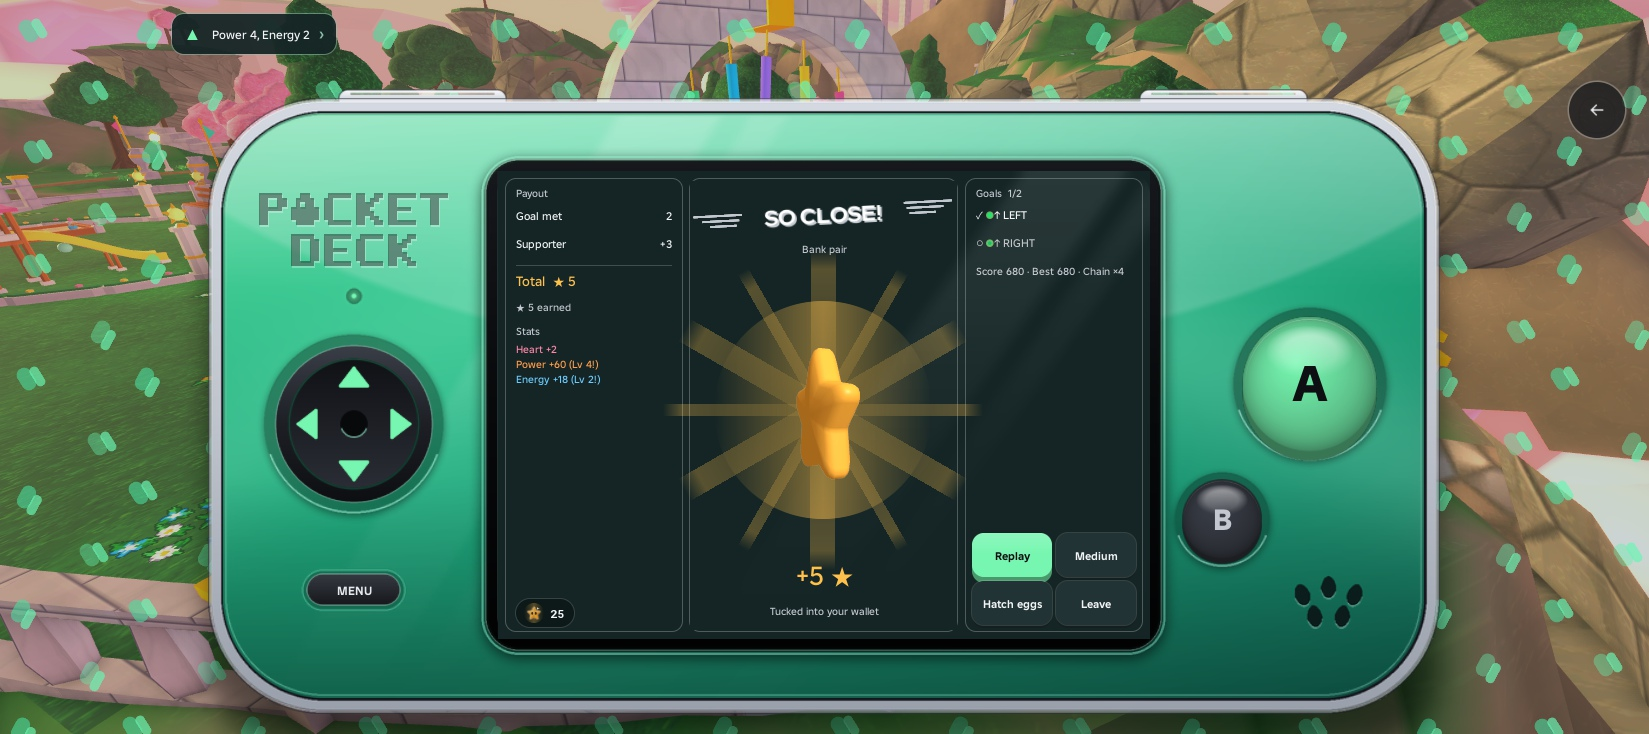 Power 4, Energy 2 ›
PACKET
DECK
MENU
Payout
Goal met 2
Supporter +3
Total ★ 5
★ 5 earned
Stats
Heart +2
Power +60 (Lv 4!)
Energy +18 (Lv 2!)
25
SO CLOSE!
Bank pair
+5 ★
Tucked into your wallet
Goals 1/2
✓ ↑ LEFT
○ ↑ RIGHT
Score 680 · Best 680 · Chain ×4
Replay
Medium
Hatch eggs
Leave
A
B